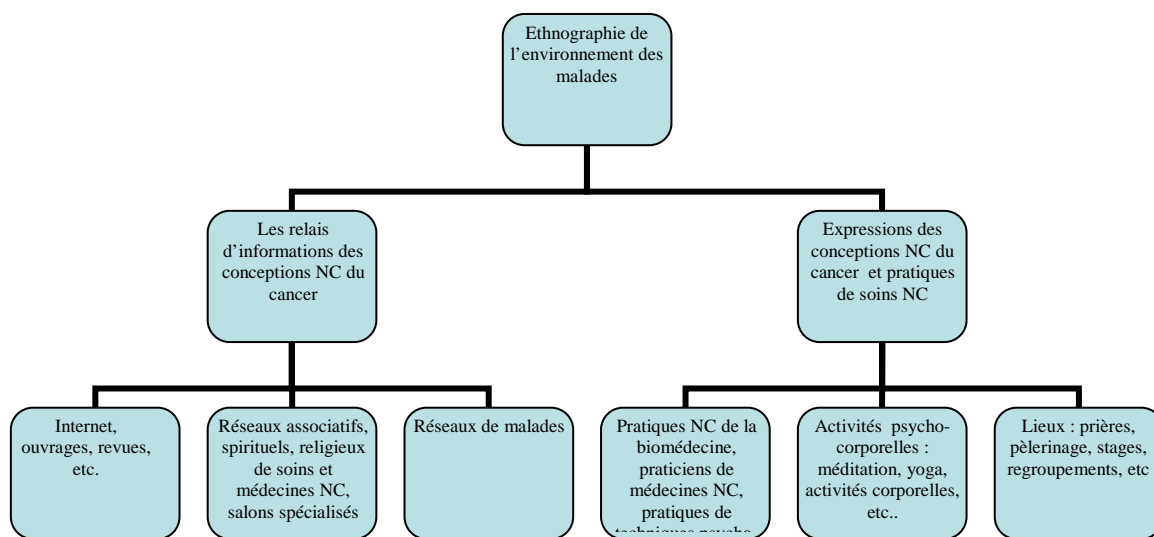 Ethnographie de
l'environnement des
malades
Les relais
d'informations des
conceptions NC du
cancer
Expressions des
conceptions NC du
cancer et pratiques
de soins NC
Internet,
ouvrages, revues,
etc.
Réseaux associatifs,
spirituels, religieux
de soins et
médecines NC,
salons spécialisés
Réseaux de malades
Pratiques NC de la
biomédecine,
praticiens de
médecines NC,
pratiques de
techniques psycho-
Activités psycho-
corporelles :
méditation, yoga,
activités corporelles,
etc..
Lieux : prières,
pèlerinage, stages,
regroupements, etc